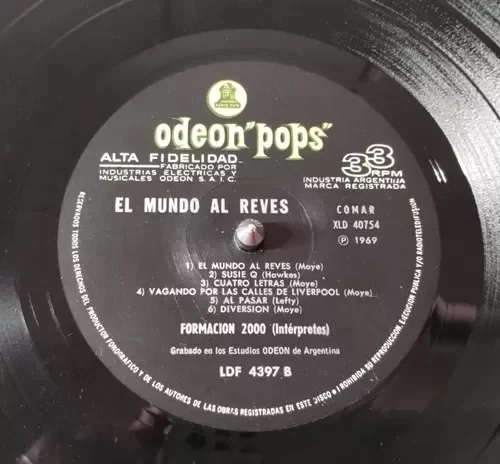 odeon "pops"
ALTA FIDELIDAD
FABRICADO POR
INDUSTRIAS ELECTRICAS Y
MUSICALES ODEON S.A.I.C.
33 RPM
INDUSTRIA ARGENTINA
MARCA REGISTRADA
EL MUNDO AL REVES
COMAR
XLD 40754
Ⓟ 1969
1) EL MUNDO AL REVES (Moye)
2) SUSIE Q (Hawkes)
3) CUATRO LETRAS (Moye)
4) VAGANDO POR LAS CALLES DE LIVERPOOL (Moye)
5) AL PASAR (Lefty)
6) DIVERSION (Moye)
FORMACION 2000 (Intérpretes)
Grabado en los Estudios ODEON de Argentina
LDF 4397 B
RESERVADOS TODOS LOS DERECHOS DEL PRODUCTOR FONOGRAFICO Y DE LOS AUTORES DE LAS OBRAS REGISTRADAS EN ESTE DISCO • PROHIBIDA SU REPRODUCCION, EJECUCION PUBLICA Y/O RADIOTELEDIFUSION